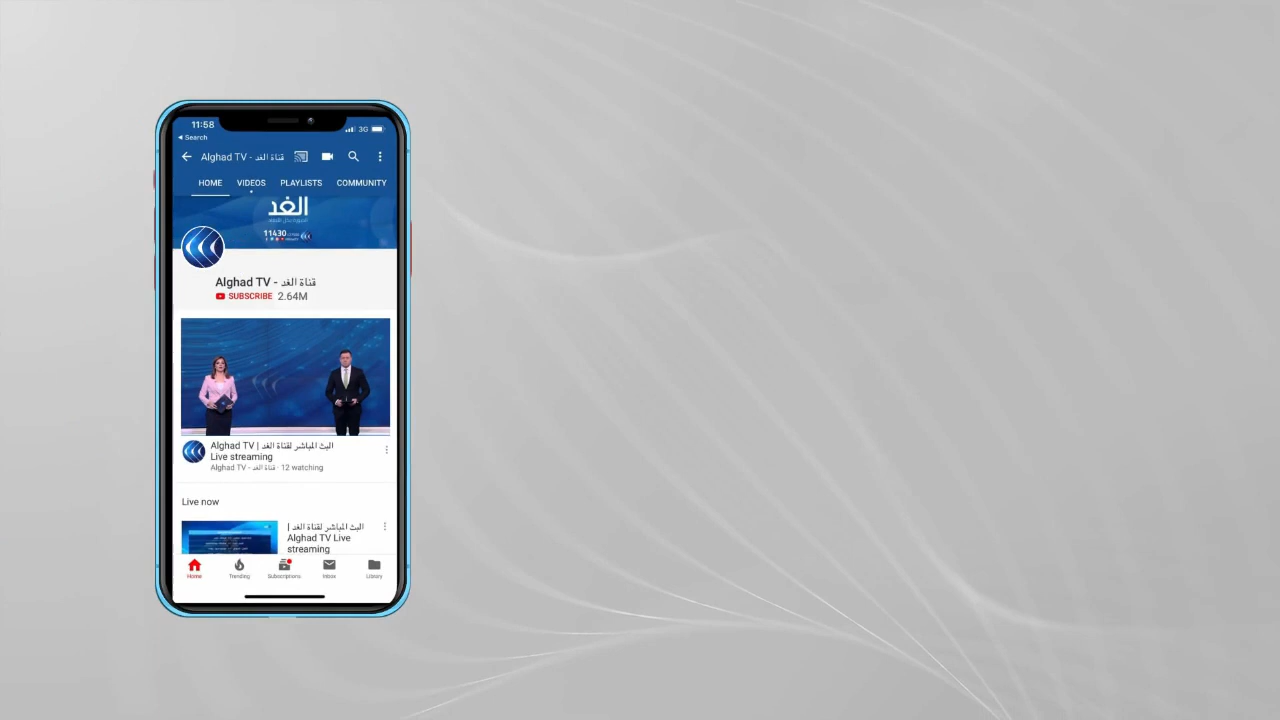 11:58
3G
Search
Alghad TV - قناة الغد
HOME VIDEOS PLAYLISTS COMMUNITY
الغد
11430
Alghad TV - قناة الغد
SUBSCRIBE 2.64M
Alghad TV | البث المباشر لقناة الغد
Live streaming
Alghad TV - قناة الغد · 12 watching
Live now
البث المباشر لقناة الغد |
Alghad TV Live
streaming
Home Trending Subscriptions Inbox Library